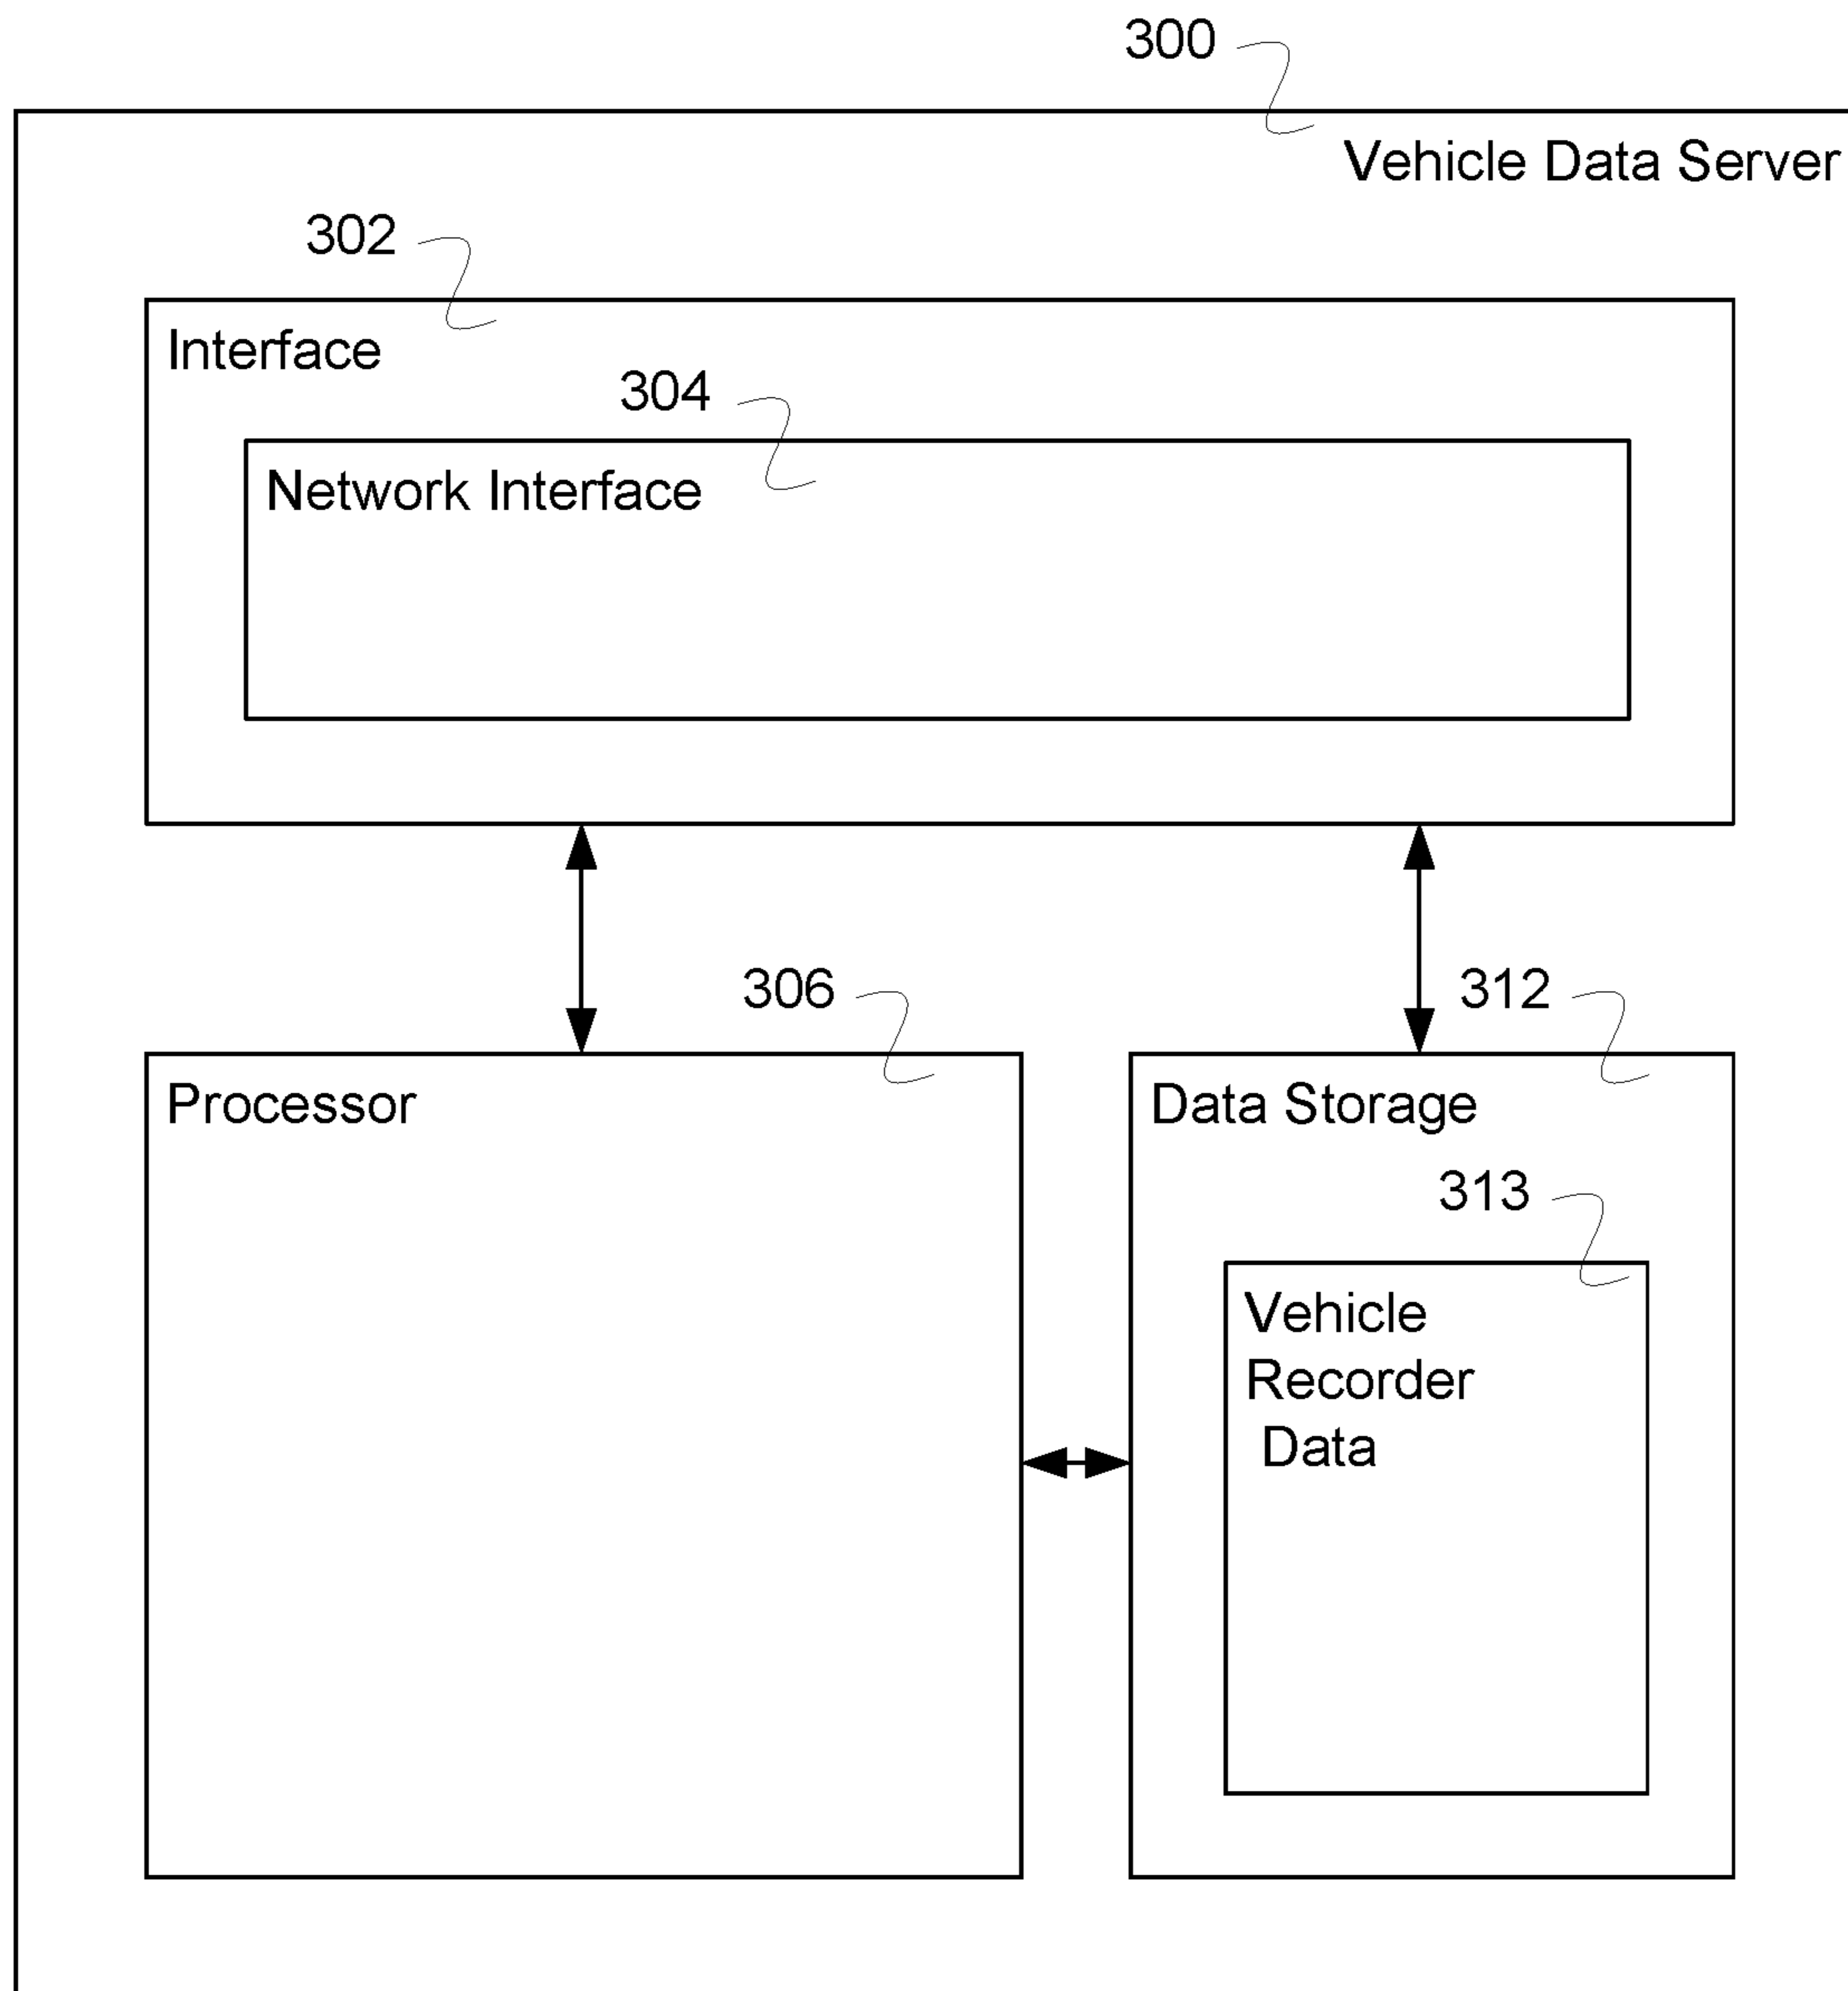 300
Vehicle Data Server
302
Interface
304
Network Interface
306
312
Processor
Data Storage
313
Vehicle
Recorder
Data